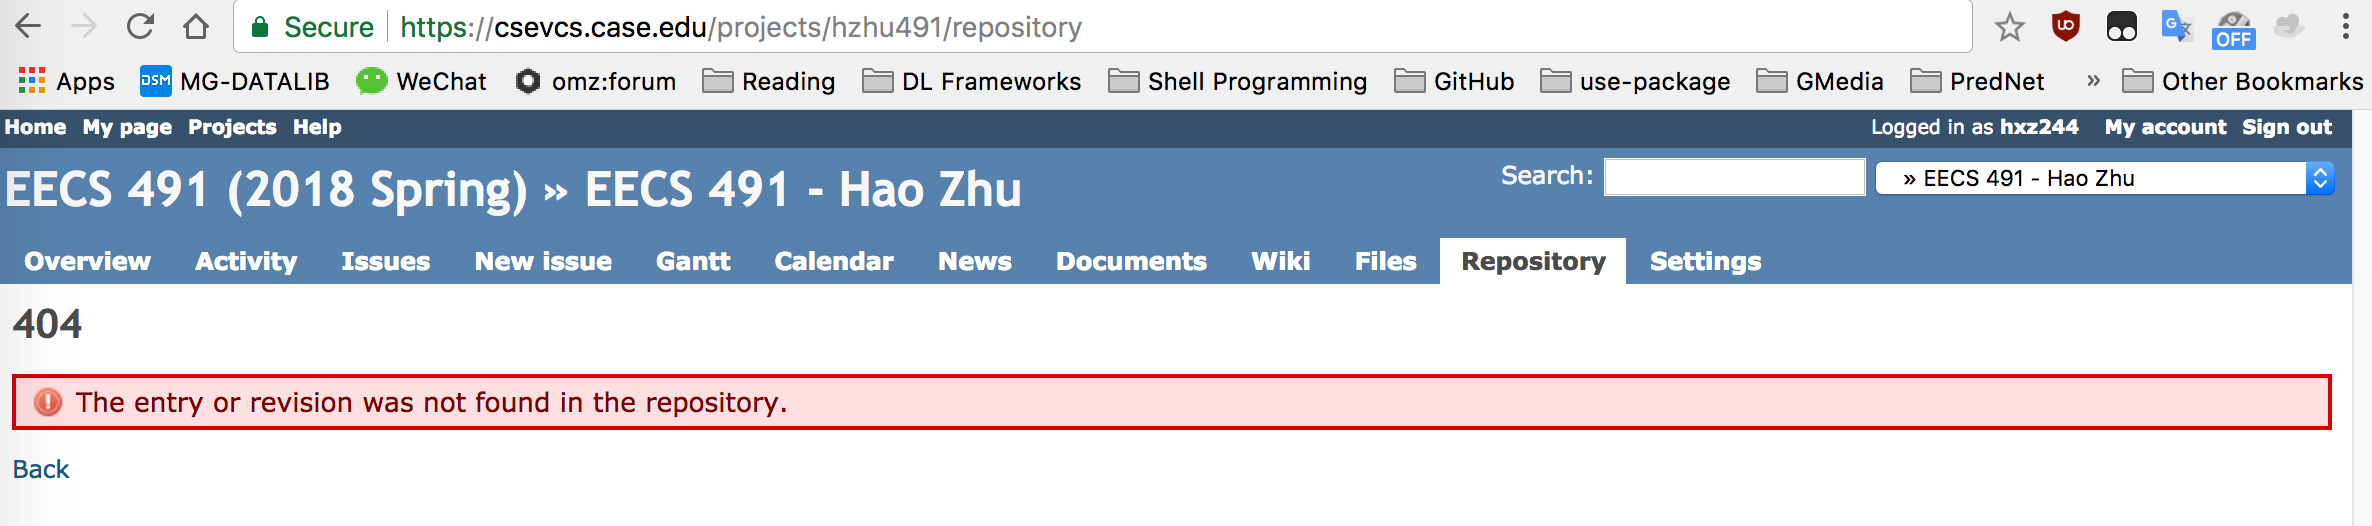 Secure https://csevcs.case.edu/projects/hzhu491/repository
OFF
Apps DSM MG-DATALIB WeChat omz:forum Reading DL Frameworks Shell Programming GitHub use-package GMedia PredNet » Other Bookmarks
Home My page Projects Help Logged in as hxz244 My account Sign out
EECS 491 (2018 Spring) » EECS 491 - Hao Zhu Search: » EECS 491 - Hao Zhu
Overview Activity Issues New issue Gantt Calendar News Documents Wiki Files Repository Settings
404
The entry or revision was not found in the repository.
Back